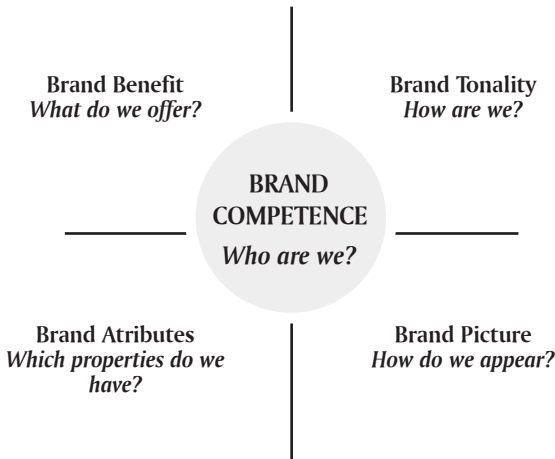 Brand Benefit
What do we offer?
Brand Tonality
How are we?
BRAND
COMPETENCE
Who are we?
Brand Atributes
Which properties do we
have?
Brand Picture
How do we appear?